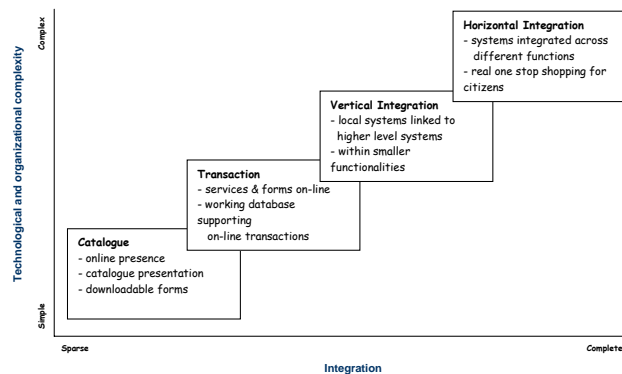 Complex
Technological and organizational complexity
Simple
Horizontal Integration
- systems integrated across
different functions
- real one stop shopping for
citizens
Vertical Integration
- local systems linked to
higher level systems
- within smaller
functionalities
Transaction
- services & forms on-line
- working database
supporting
on-line transactions
Catalogue
- online presence
- catalogue presentation
- downloadable forms
Sparse
Complete
Integration